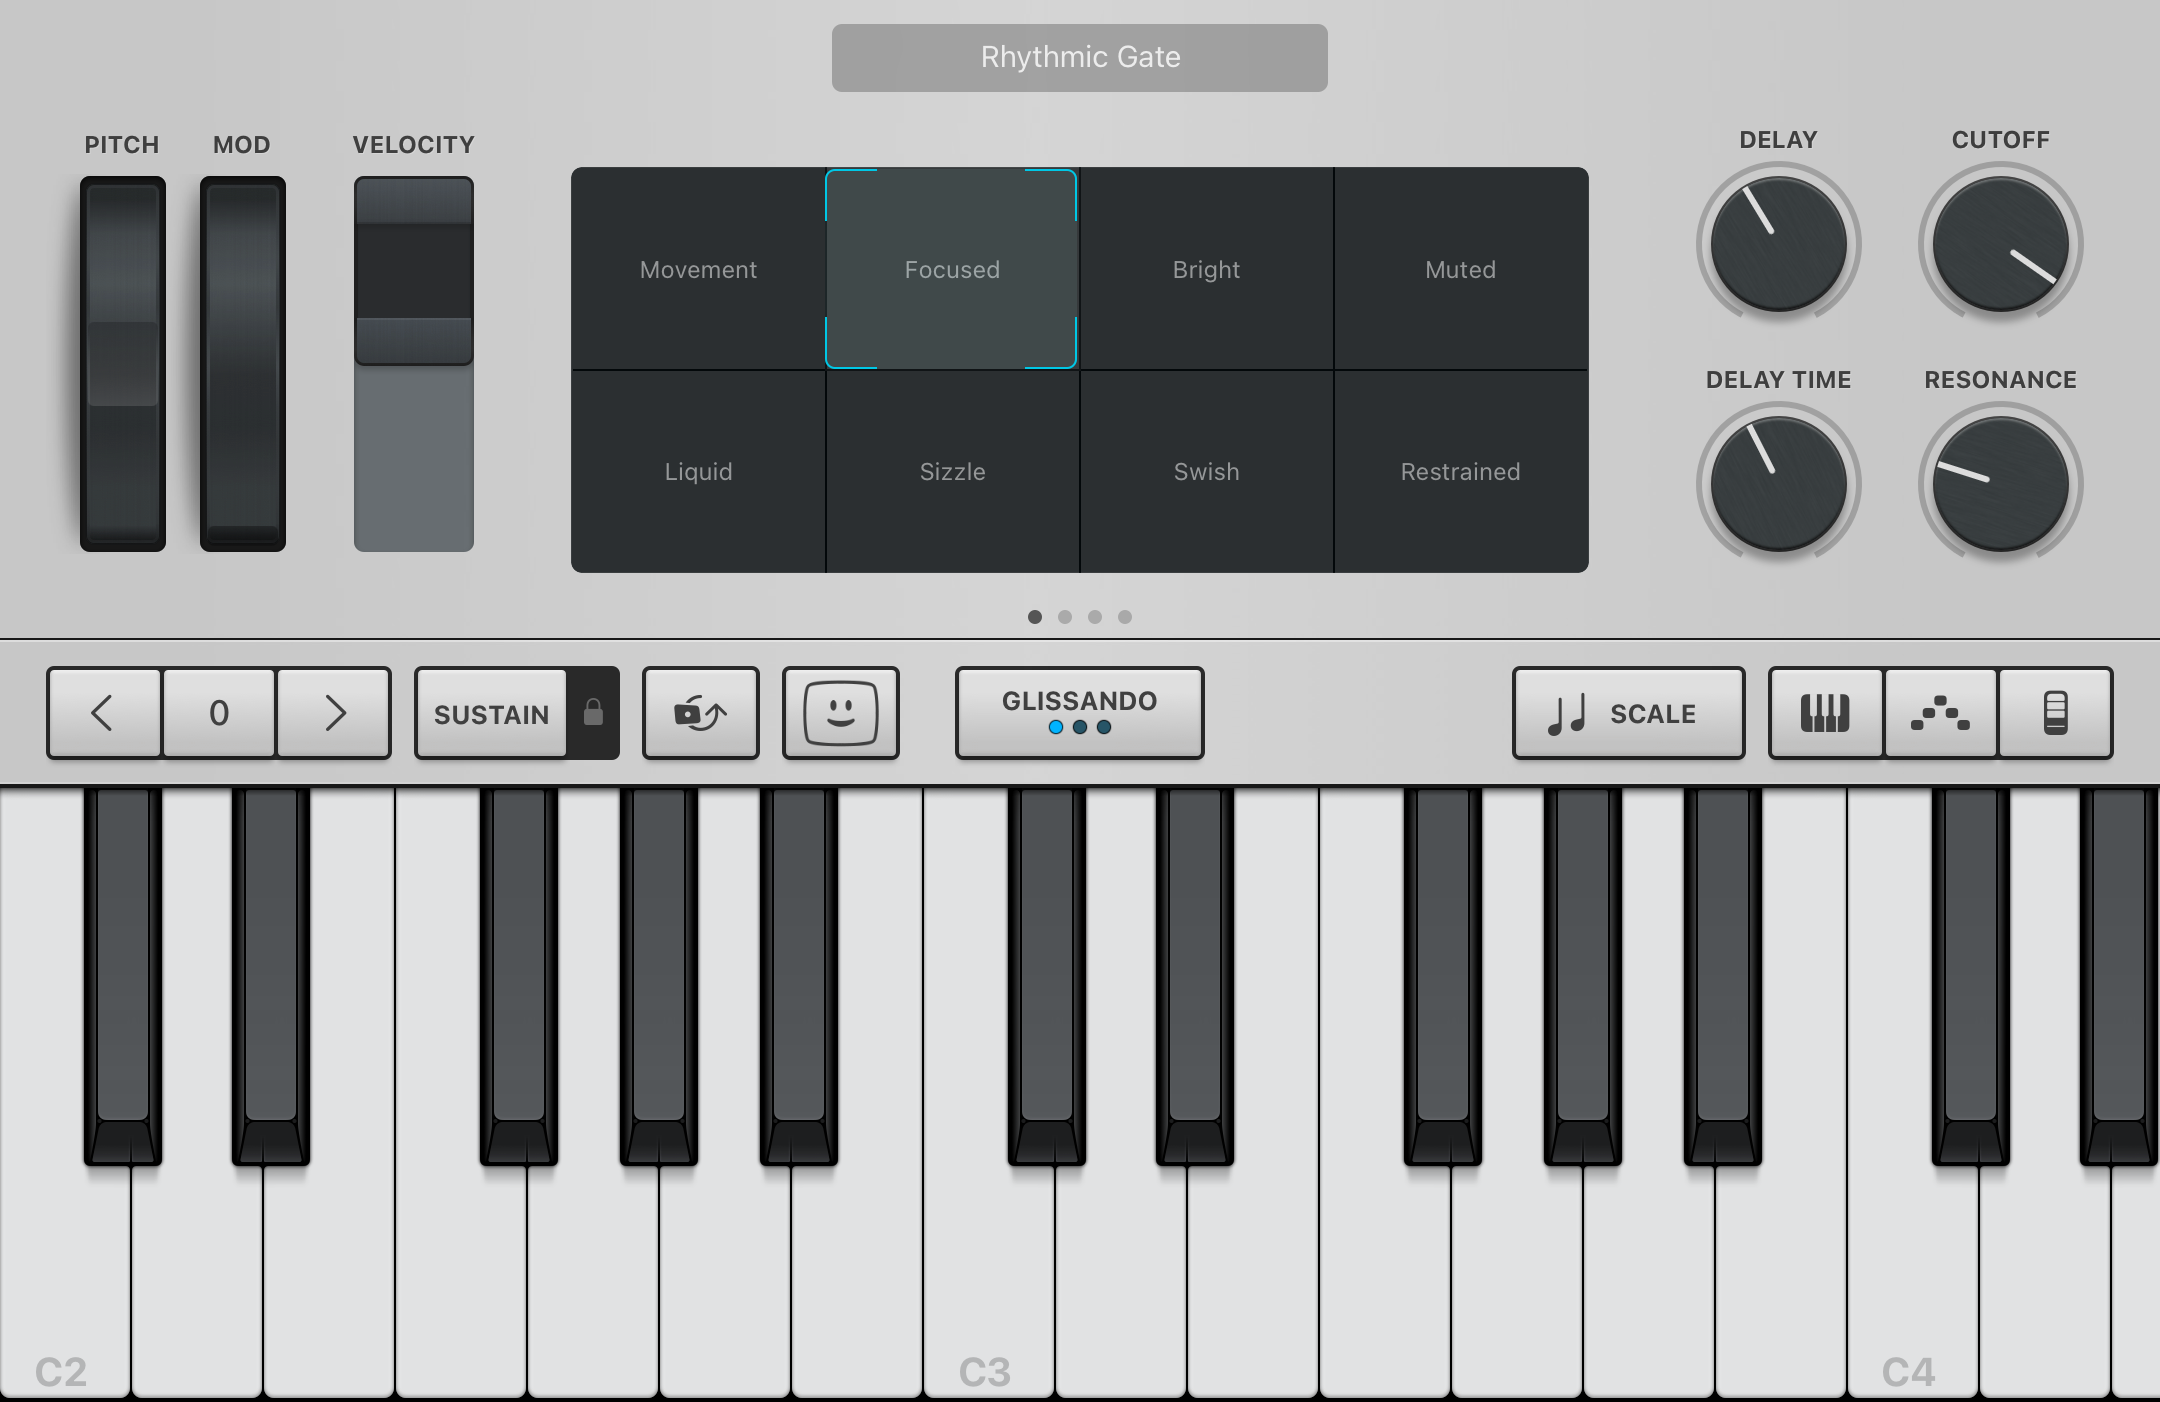 Rhythmic Gate
PITCH MOD VELOCITY
DELAY CUTOFF
Movement Focused Bright Muted
DELAY TIME RESONANCE
Liquid Sizzle Swish Restrained
0 SUSTAIN GLISSANDO SCALE
C2 C3 C4